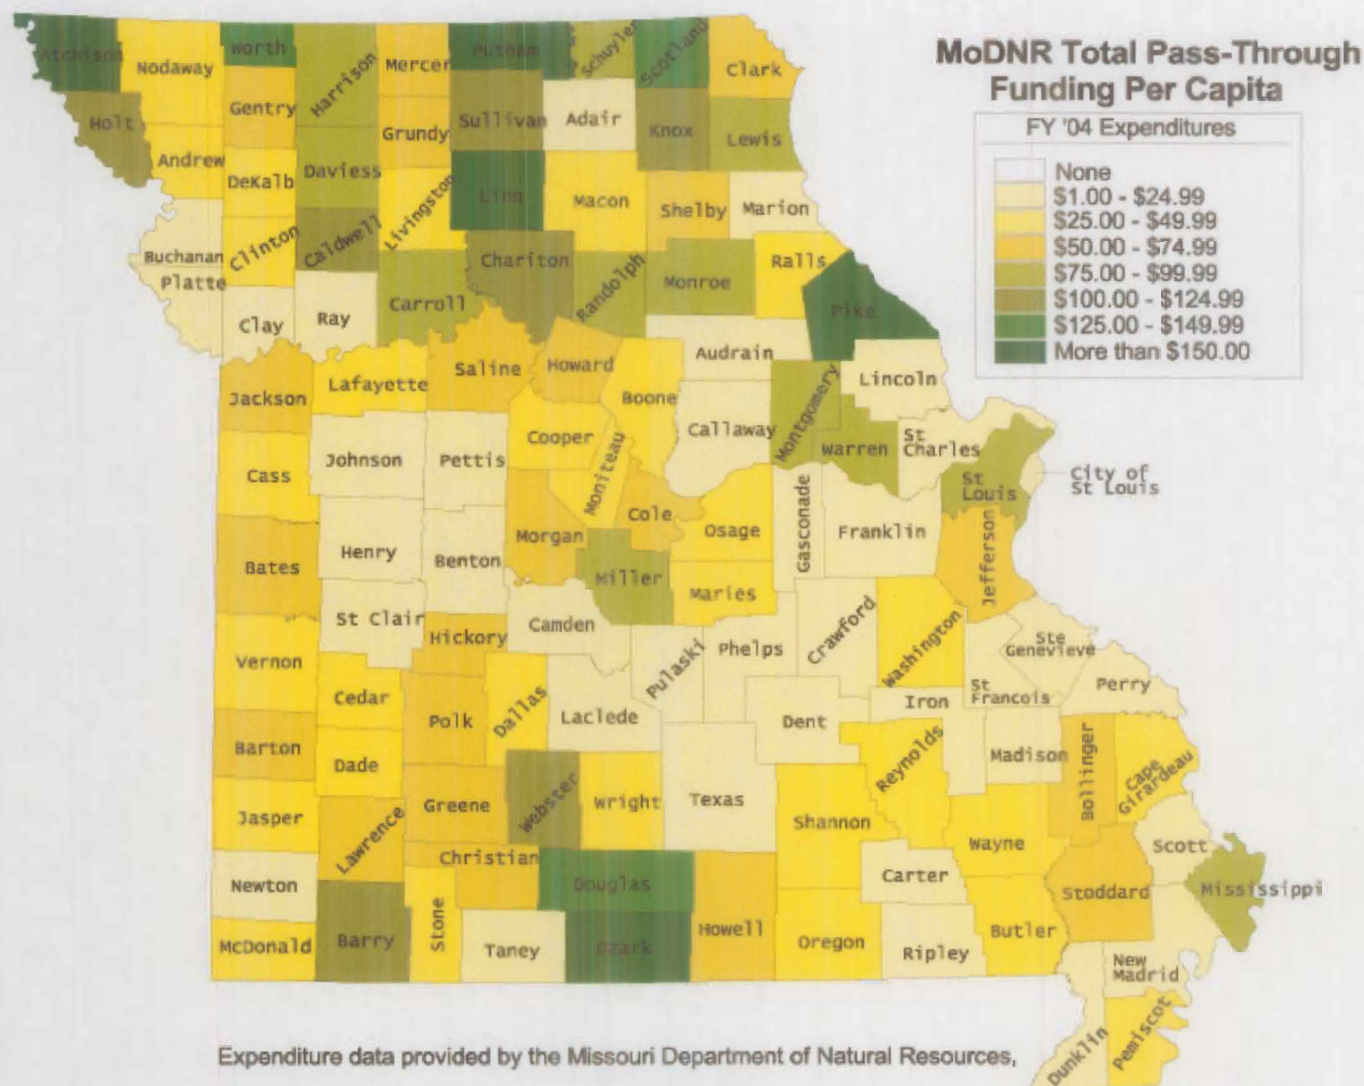 MoDNR Total Pass-Through
Funding Per Capita
FY '04 Expenditures
None
$1.00 - $24.99
$25.00 - $49.99
$50.00 - $74.99
$75.00 - $99.99
$100.00 - $124.99
$125.00 - $149.99
More than $150.00
Atchison
Nodaway
Worth
Harrison
Mercer
Putnam
Schuyler
Scotland
Clark
Holt
Gentry
Grundy
Sullivan
Adair
Knox
Lewis
Andrew
DeKalb
Daviess
Livingston
Linn
Macon
Shelby
Marion
Buchanan
Clinton
Caldwell
Chariton
Randolph
Monroe
Ralls
Platte
Clay
Ray
Carroll
Pike
Audrain
Jackson
Lafayette
Saline
Howard
Boone
Callaway
Montgomery
Lincoln
Warren
St
Charles
Cass
Johnson
Pettis
Cooper
Moniteau
St
Louis
City of
St Louis
Cole
Osage
Gasconade
Franklin
Jefferson
Bates
Henry
Benton
Morgan
Miller
Maries
St Clair
Hickory
Camden
Pulaski
Phelps
Crawford
Washington
Ste
Genevieve
Vernon
Cedar
Polk
Dallas
Laclede
Dent
Iron
St
Francois
Perry
Barton
Dade
Greene
Webster
Wright
Texas
Reynolds
Madison
Bollinger
Cape
Girardeau
Jasper
Lawrence
Christian
Shannon
Wayne
Scott
Newton
Douglas
Carter
Stoddard
Mississippi
McDonald
Barry
Stone
Taney
Ozark
Howell
Oregon
Ripley
Butler
New
Madrid
Dunklin
Pemiscot
Expenditure data provided by the Missouri Department of Natural Resources,